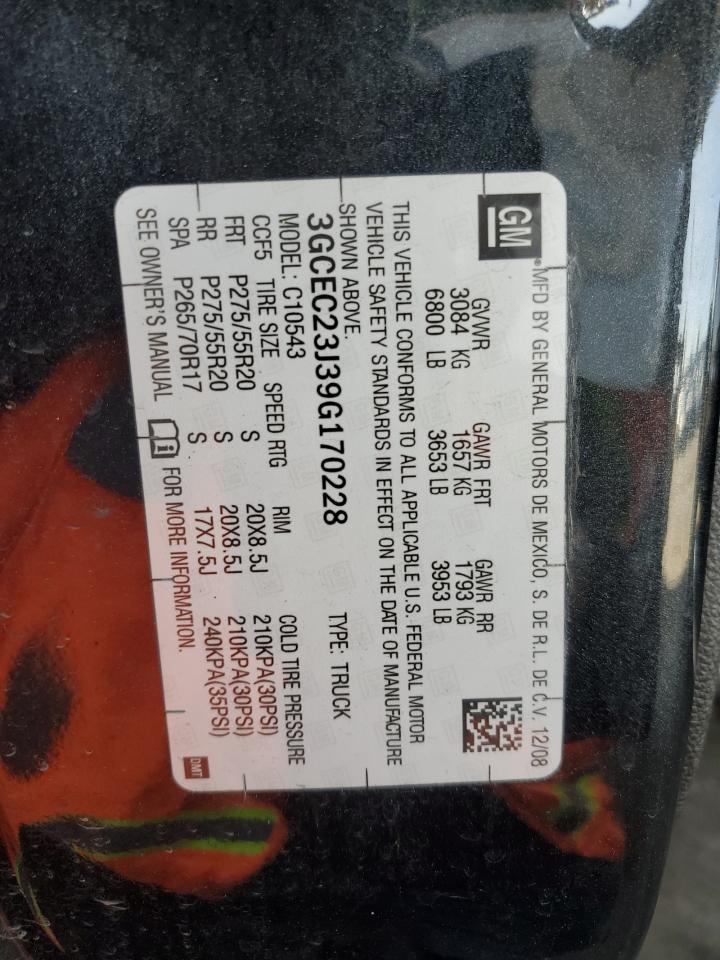 GM
®MFD BY GENERAL MOTORS DE MEXICO, S. DE R.L. DE C.V. 12/08
GVWR GAWR FRT GAWR RR
3084 KG 1657 KG 1793 KG
6800 LB 3653 LB 3953 LB
THIS VEHICLE CONFORMS TO ALL APPLICABLE U.S. FEDERAL MOTOR
VEHICLE SAFETY STANDARDS IN EFFECT ON THE DATE OF MANUFACTURE
SHOWN ABOVE.
3GCEC23J39G170228 TYPE: TRUCK
MODEL: C10543
CCF5 TIRE SIZE SPEED RTG RIM COLD TIRE PRESSURE
FRT P275/55R20 S 20X8.5J 210KPA(30PSI)
RR P275/55R20 S 20X8.5J 210KPA(30PSI)
SPA P265/70R17 S 17X7.5J 240KPA(35PSI)
SEE OWNER'S MANUAL i FOR MORE INFORMATION.
DMT